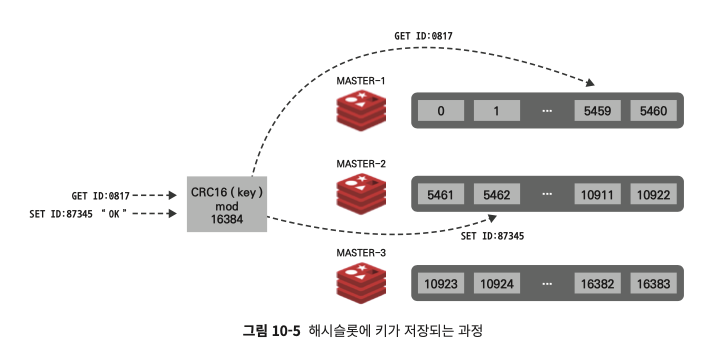 GET ID:0817
MASTER-1
0 1 ... 5459 5460
MASTER-2
GET ID:0817
SET ID:87345 "OK"
CRC16 ( key )
mod
16384
5461 5462 ... 10911 10922
SET ID:87345
MASTER-3
10923 10924 ... 16382 16383
그림 10-5 해시슬롯에 키가 저장되는 과정